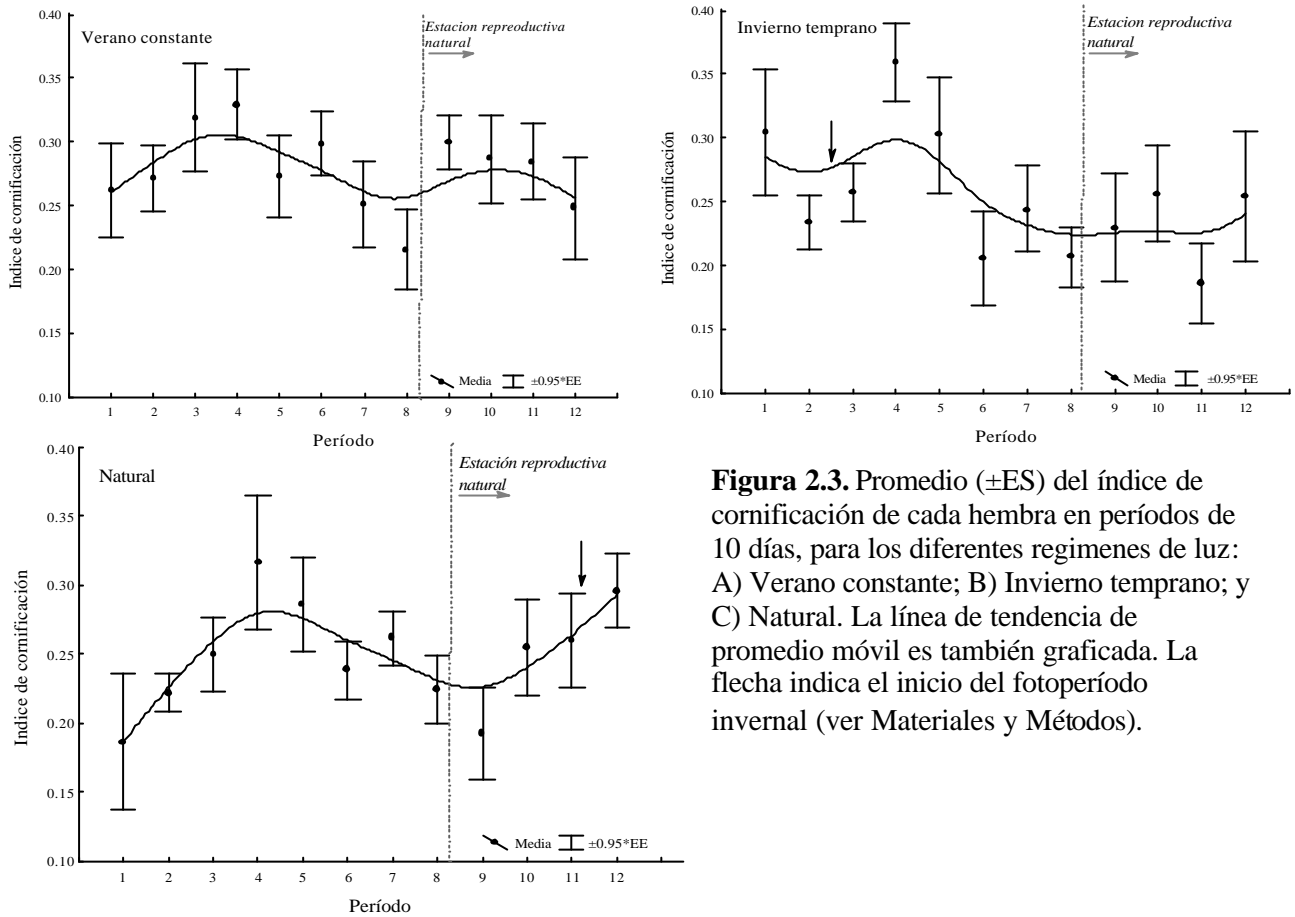 Verano constante
Estacion repreoductiva
natural
Indice de cornificación
0.40
0.35
0.30
0.25
0.20
0.15
0.10
Media ±0.95*EE
1 2 3 4 5 6 7 8 9 10 11 12
Período
Invierno temprano
Estación reproductiva
natural
Indice de cornificación
0.40
0.35
0.30
0.25
0.20
0.15
0.10
Media ±0.95*EE
1 2 3 4 5 6 7 8 9 10 11 12
Período
Natural
Estación reproductiva
natural
Indice de cornificación
0.40
0.35
0.30
0.25
0.20
0.15
0.10
Media ±0.95*EE
1 2 3 4 5 6 7 8 9 10 11 12
Período
Figura 2.3. Promedio (±ES) del índice de
cornificación de cada hembra en períodos de
10 días, para los diferentes regimenes de luz:
A) Verano constante; B) Invierno temprano; y
C) Natural. La línea de tendencia de
promedio móvil es también graficada. La
flecha indica el inicio del fotoperíodo
invernal (ver Materiales y Métodos).